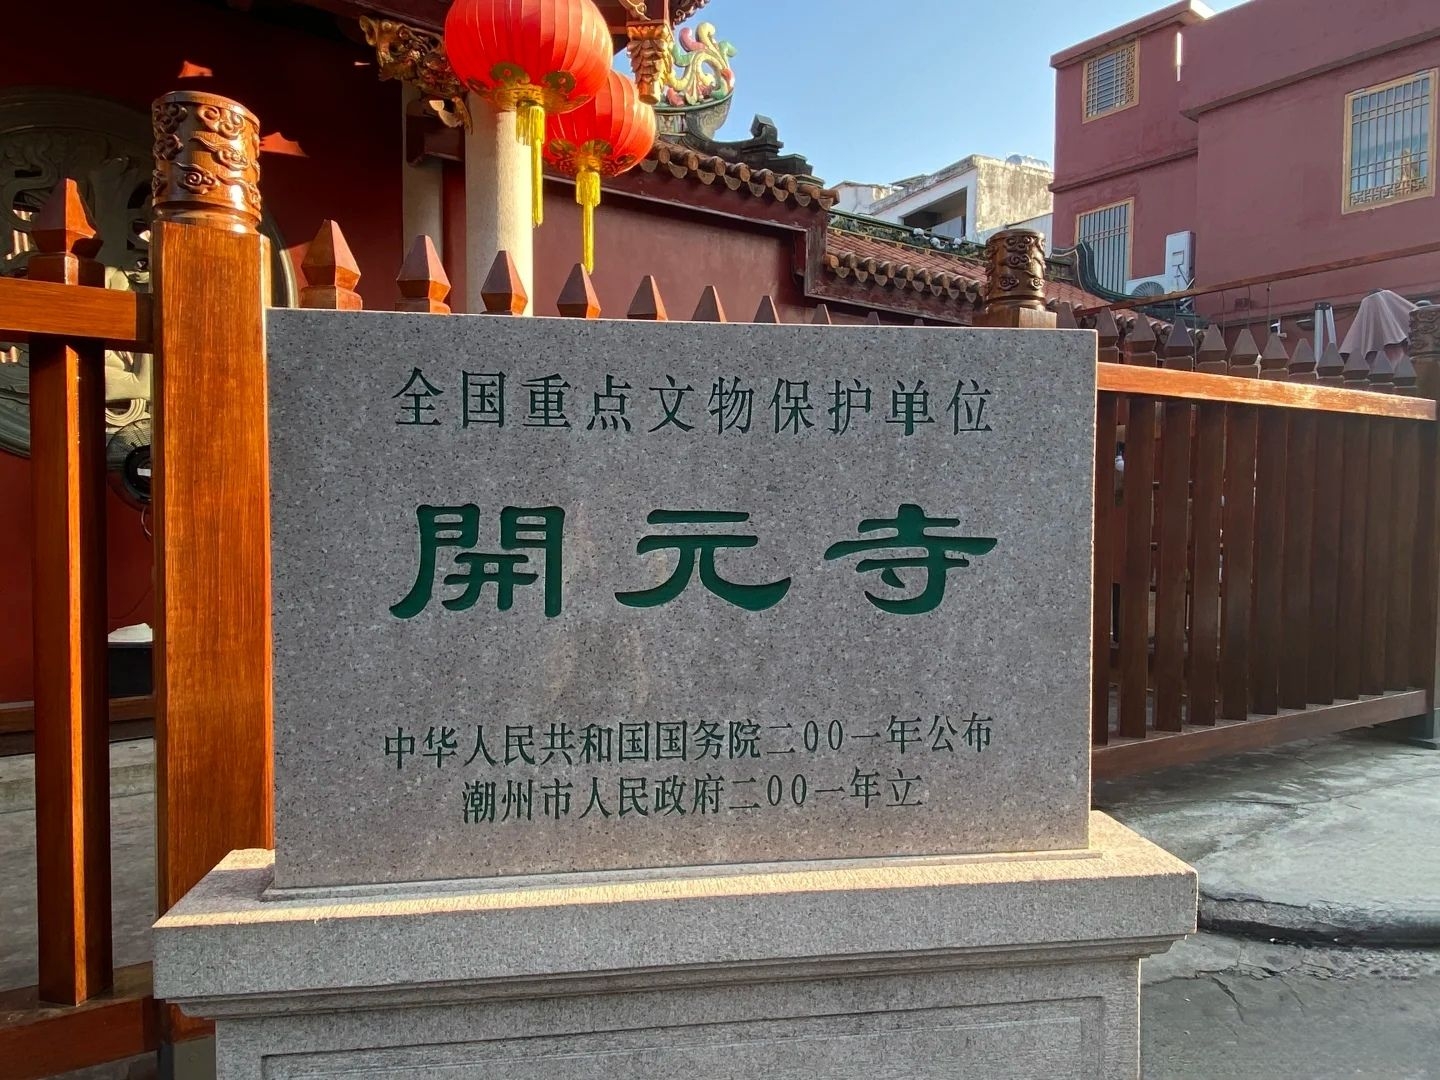 全国重点文物保护单位
開元寺
中华人民共和国国务院二00一年公布
潮州市人民政府二00一年立